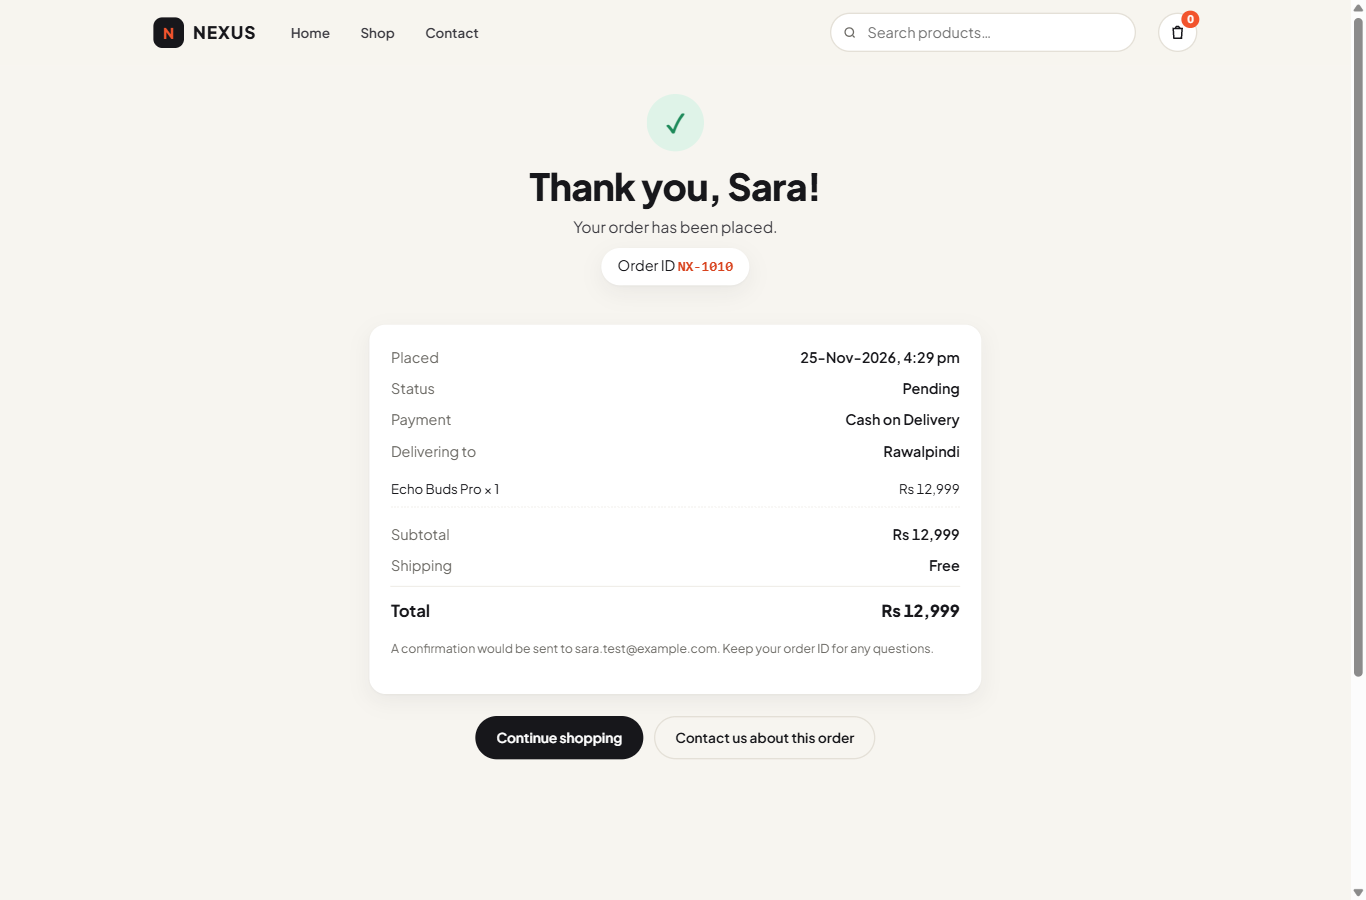 N NEXUS Home Shop Contact Search products... 0
✓
Thank you, Sara!
Your order has been placed.
Order ID NX-1010
Placed 25-Nov-2026, 4:29 pm
Status Pending
Payment Cash on Delivery
Delivering to Rawalpindi
Echo Buds Pro × 1 Rs 12,999
Subtotal Rs 12,999
Shipping Free
Total Rs 12,999
A confirmation would be sent to sara.test@example.com. Keep your order ID for any questions.
Continue shopping Contact us about this order